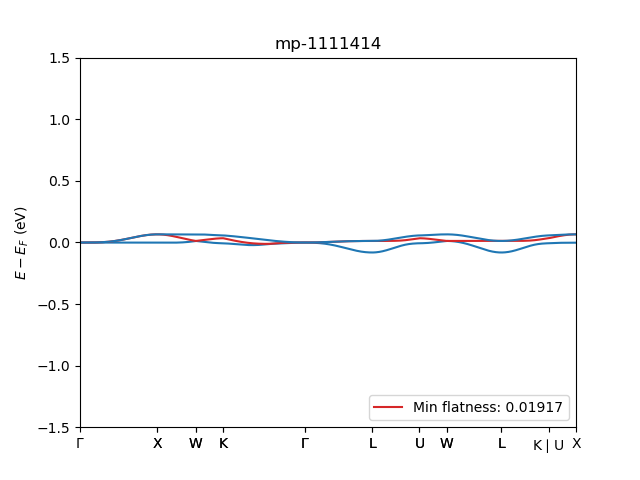 mp-1111414
1.5
1.0
0.5
0.0
−0.5
−1.0
−1.5
E − E_F (eV)
Min flatness: 0.01917
Γ X W K Γ L U W L K | U X